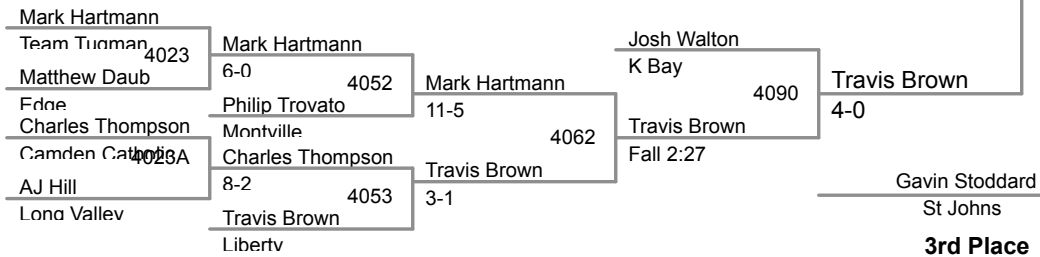 Mark Hartmann
Team Tugman
4023
Matthew Daub
Edge
Charles Thompson
Camden Catholic
4023A
AJ Hill
Long Valley
Mark Hartmann
6-0
4052
Philip Trovato
Montville
Charles Thompson
8-2
4053
Travis Brown
Liberty
Mark Hartmann
11-5
4062
Travis Brown
3-1
Josh Walton
K Bay
4090
Travis Brown
Fall 2:27
Travis Brown
4-0
Gavin Stoddard
St Johns
3rd Place